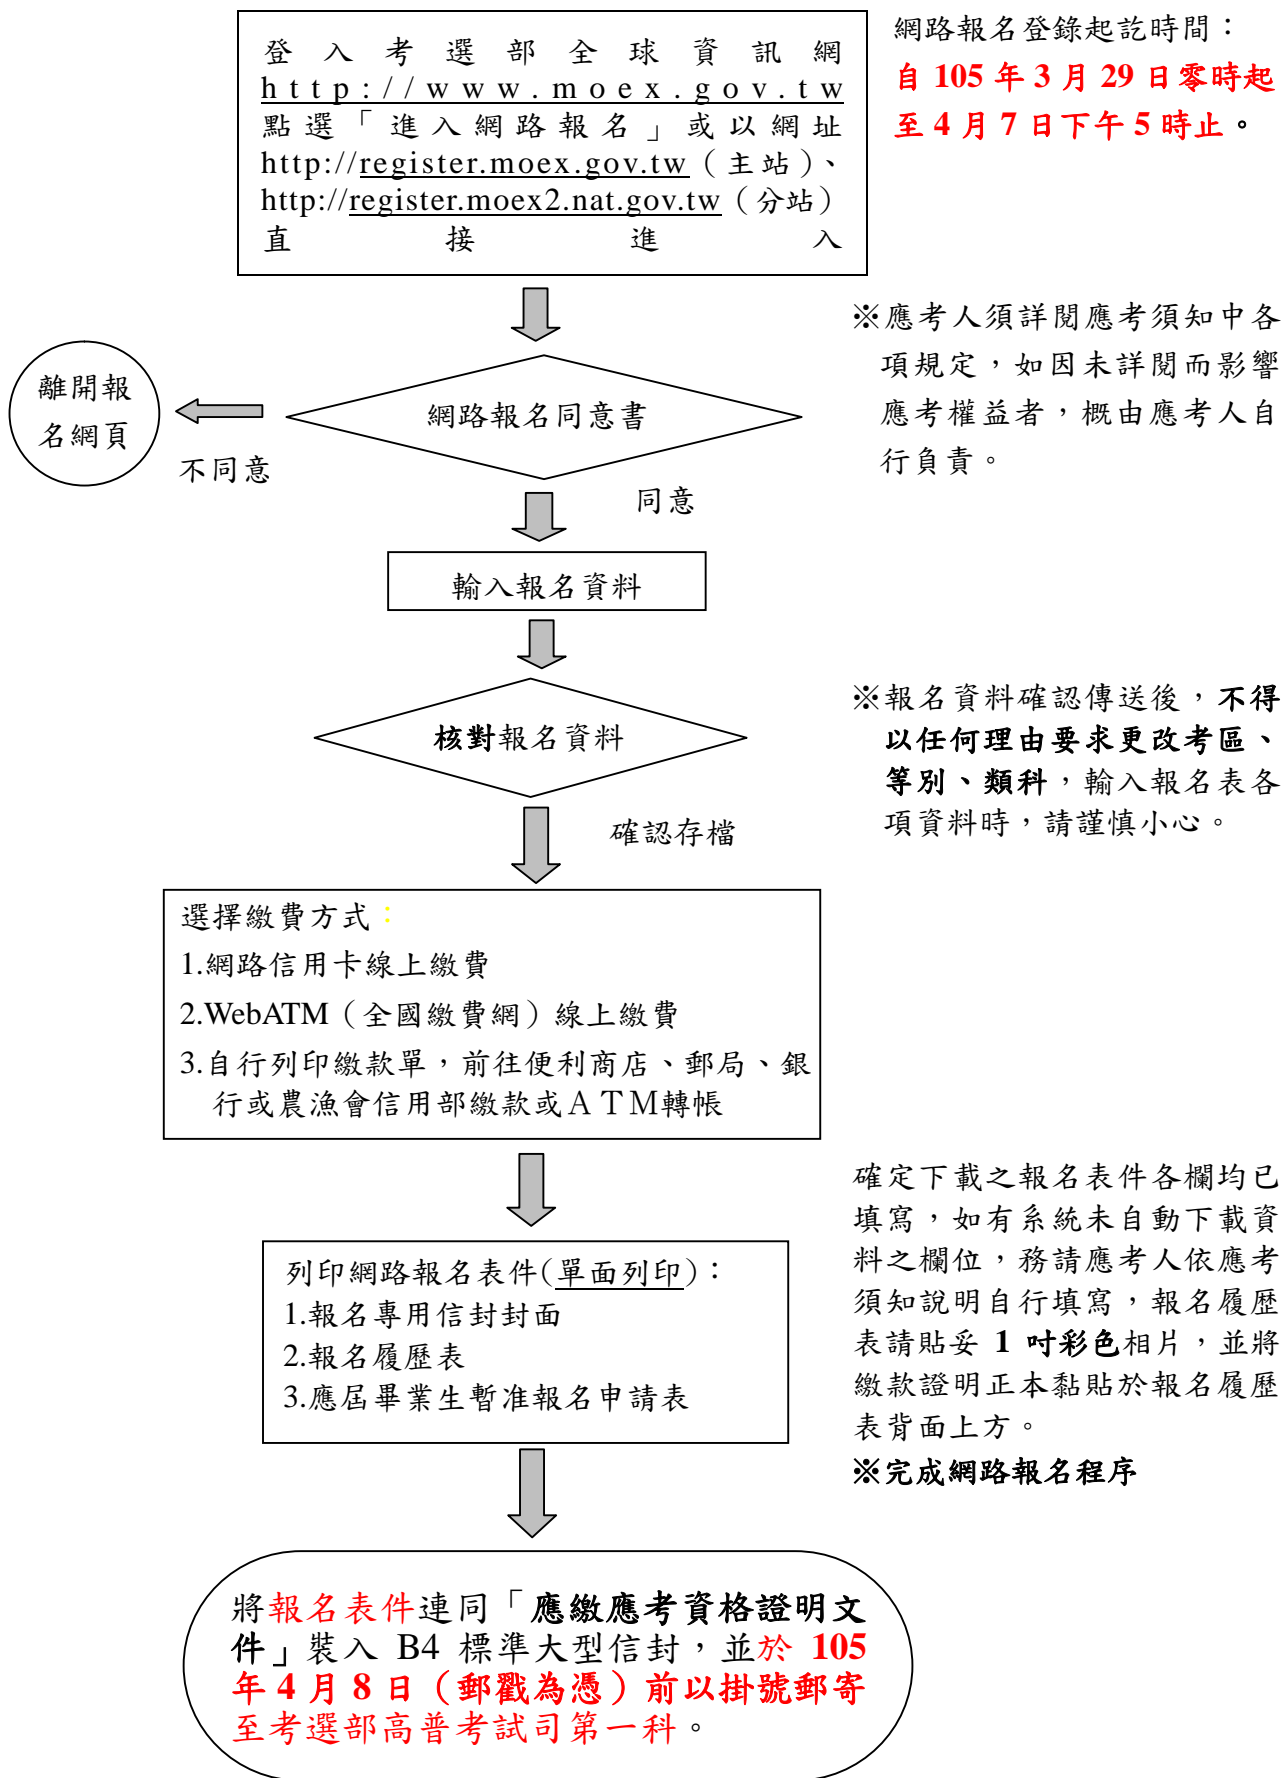 登入考選部全球資訊網
http://www.moex.gov.tw
點選「進入網路報名」或以網址
http://register.moex.gov.tw（主站）、
http://register.moex2.nat.gov.tw（分站）
直接進入
網路報名登錄起訖時間：
自 105 年 3 月 29 日零時起
至 4 月 7 日下午 5 時止。
※應考人須詳閱應考須知中各
項規定，如因未詳閱而影響
應考權益者，概由應考人自
行負責。
離開報
名網頁
不同意
網路報名同意書
同意
輸入報名資料
核對報名資料
確認存檔
※報名資料確認傳送後，不得
以任何理由要求更改考區、
等別、類科，輸入報名表各
項資料時，請謹慎小心。
選擇繳費方式：
1.網路信用卡線上繳費
2.WebATM（全國繳費網）線上繳費
3.自行列印繳款單，前往便利商店、郵局、銀
行或農漁會信用部繳款或ＡＴＭ轉帳
列印網路報名表件(單面列印)：
1.報名專用信封封面
2.報名履歷表
3.應屆畢業生暫准報名申請表
確定下載之報名表件各欄均已
填寫，如有系統未自動下載資
料之欄位，務請應考人依應考
須知說明自行填寫，報名履歷
表請貼妥 1 吋彩色相片，並將
繳款證明正本黏貼於報名履歷
表背面上方。
※完成網路報名程序
將報名表件連同「應繳應考資格證明文
件」裝入 B4 標準大型信封，並於 105
年 4 月 8 日（郵戳為憑）前以掛號郵寄
至考選部高普考試司第一科。